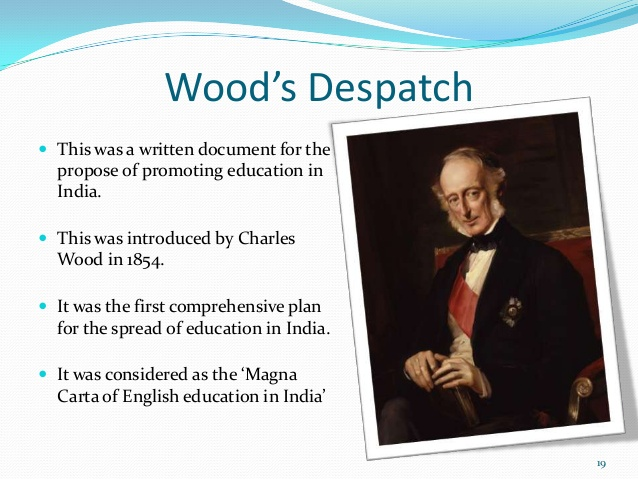 Wood's Despatch
• This was a written document for the
propose of promoting education in
India.
• This was introduced by Charles
Wood in 1854.
• It was the first comprehensive plan
for the spread of education in India.
• It was considered as the ‘Magna
Carta of English education in India’
19